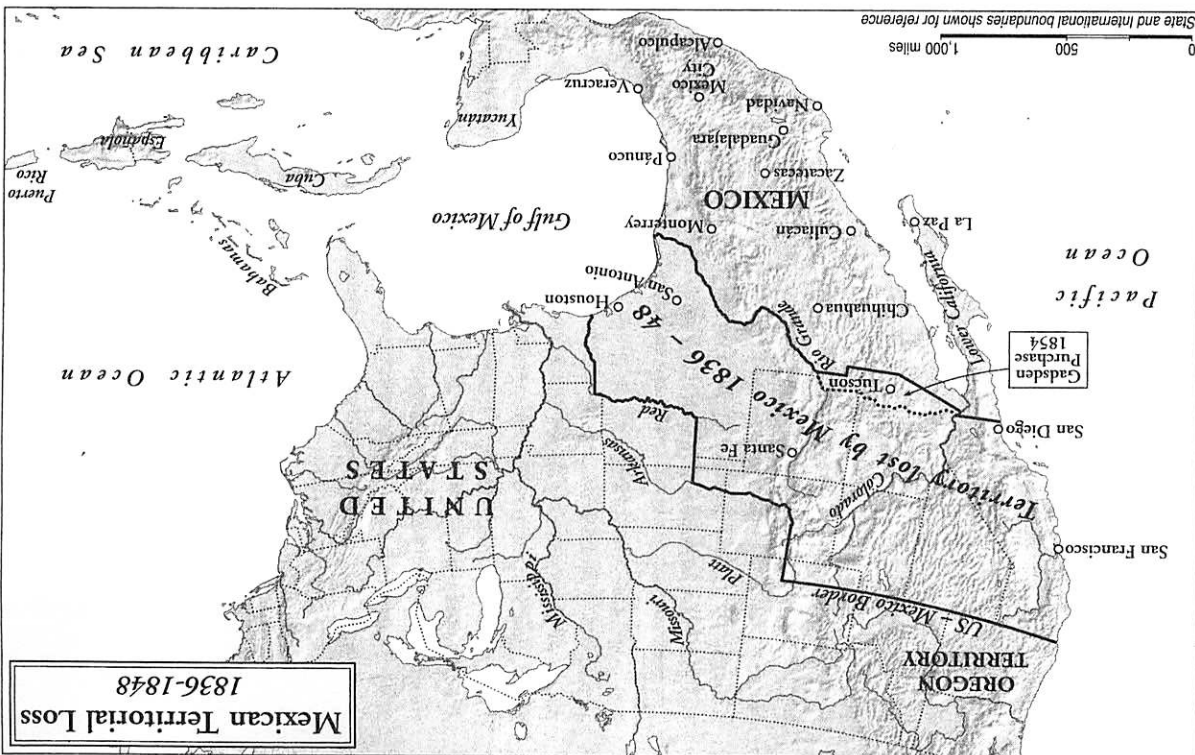 Mexican Territorial Loss
1836-1848
OREGON
TERRITORY
US – Mexico Border
Missouri
Mississippi
Platt
San Francisco
Colorado
UNITED
STATES
Arkansas
Santa Fe
Red
San Diego
Territory lost by Mexico 1836 – 48
Tucson
Gadsden
Purchase
1854
Atlantic Ocean
Rio Grande
Lower California
Chihuahua
San Antonio
Houston
Pacific
Ocean
Bahamas
La Paz
Culiacán
Monterrey
Gulf of Mexico
MEXICO
Zacatecas
Cuba
Puerto
Rico
Pánuco
Guadalajara
Española
Navidad
Yucatán
Mexico
City
Veracruz
Alcapulco
Caribbean Sea
0 500 1,000 miles
State and International boundaries shown for reference